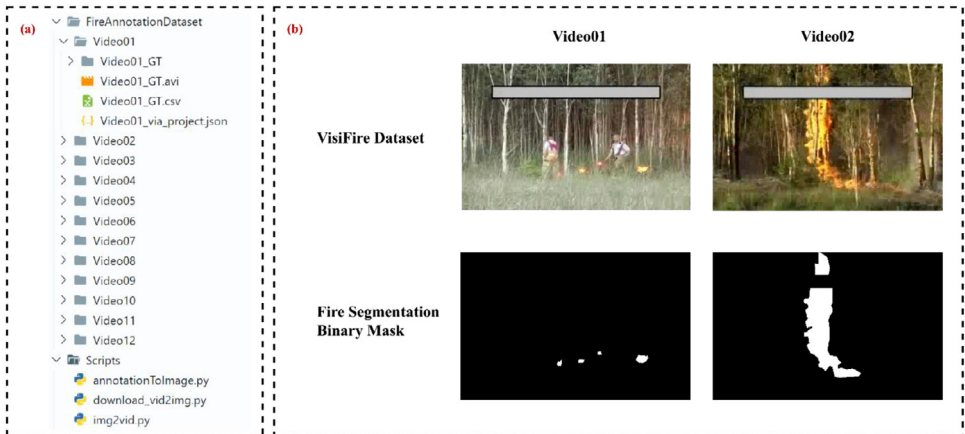 (a)
FireAnnotationDataset
Video01
Video01_GT
Video01_GT.avi
Video01_GT.csv
Video01_via_project.json
Video02
Video03
Video04
Video05
Video06
Video07
Video08
Video09
Video10
Video11
Video12
Scripts
annotationToImage.py
download_vid2img.py
img2vid.py
(b)
Video01
Video02
VisiFire Dataset
Fire Segmentation
Binary Mask